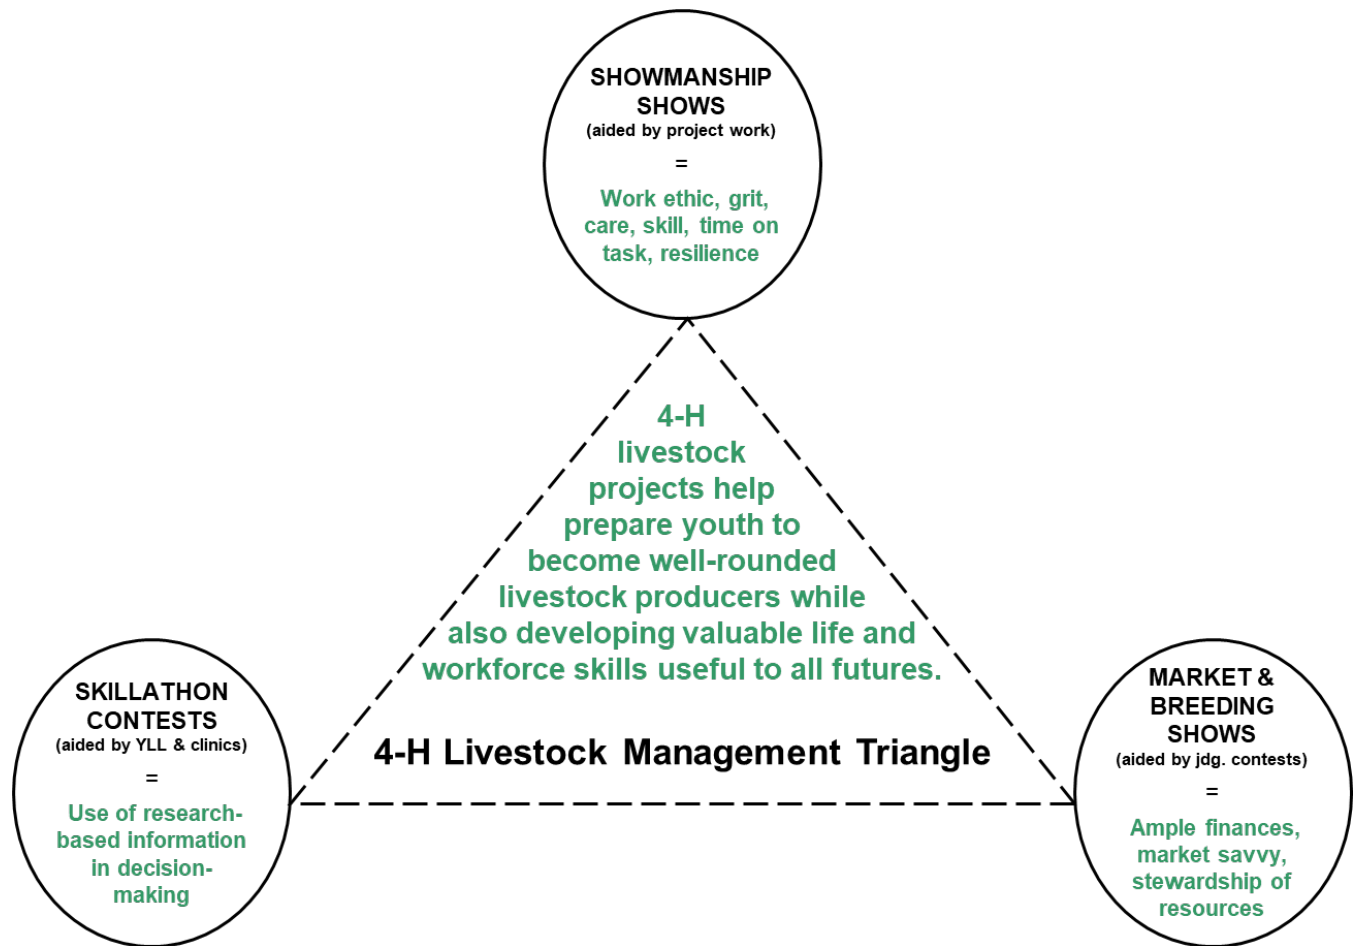 SHOWMANSHIP
SHOWS
(aided by project work)
=
Work ethic, grit,
care, skill, time on
task, resilience
4-H
livestock
projects help
prepare youth to
become well-rounded
livestock producers while
also developing valuable life and
workforce skills useful to all futures.
4-H Livestock Management Triangle
SKILLATHON
CONTESTS
(aided by YLL & clinics)
=
Use of research-
based information
in decision-
making
MARKET &
BREEDING
SHOWS
(aided by jdg. contests)
=
Ample finances,
market savvy,
stewardship of
resources